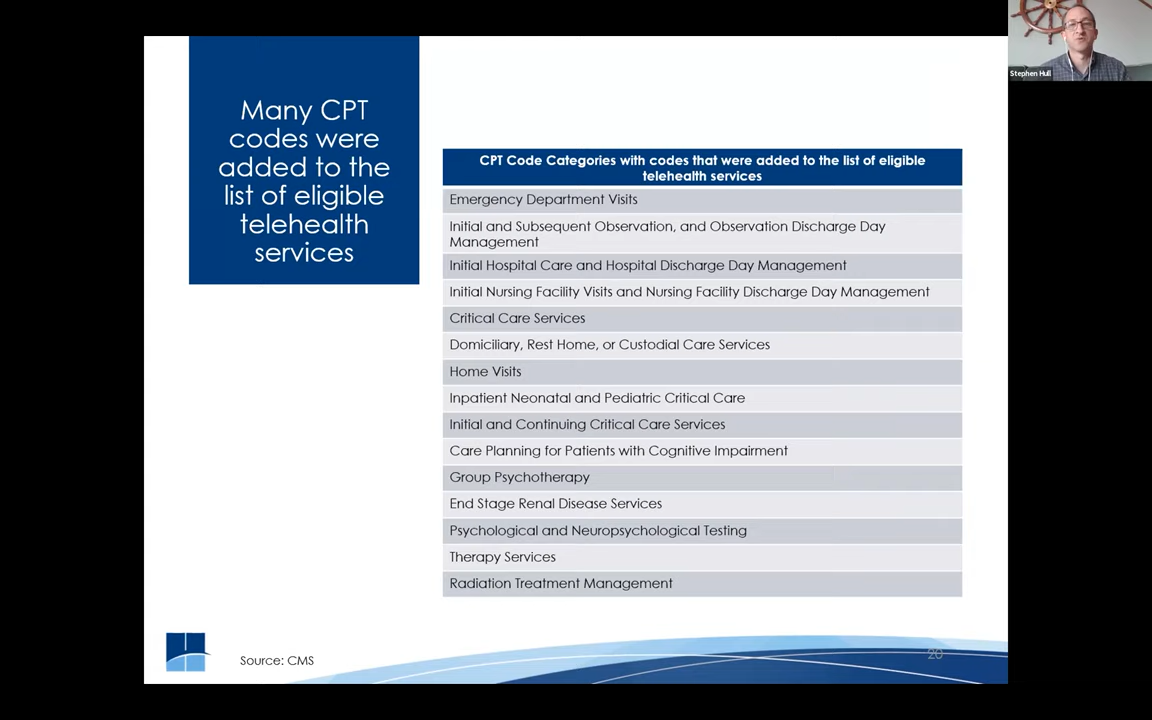 Many CPT
codes were
added to the
list of eligible
telehealth
services
CPT Code Categories with codes that were added to the list of eligible
telehealth services
Emergency Department Visits
Initial and Subsequent Observation, and Observation Discharge Day
Management
Initial Hospital Care and Hospital Discharge Day Management
Initial Nursing Facility Visits and Nursing Facility Discharge Day Management
Critical Care Services
Domiciliary, Rest Home, or Custodial Care Services
Home Visits
Inpatient Neonatal and Pediatric Critical Care
Initial and Continuing Critical Care Services
Care Planning for Patients with Cognitive Impairment
Group Psychotherapy
End Stage Renal Disease Services
Psychological and Neuropsychological Testing
Therapy Services
Radiation Treatment Management
Source: CMS
20
Stephen Hull